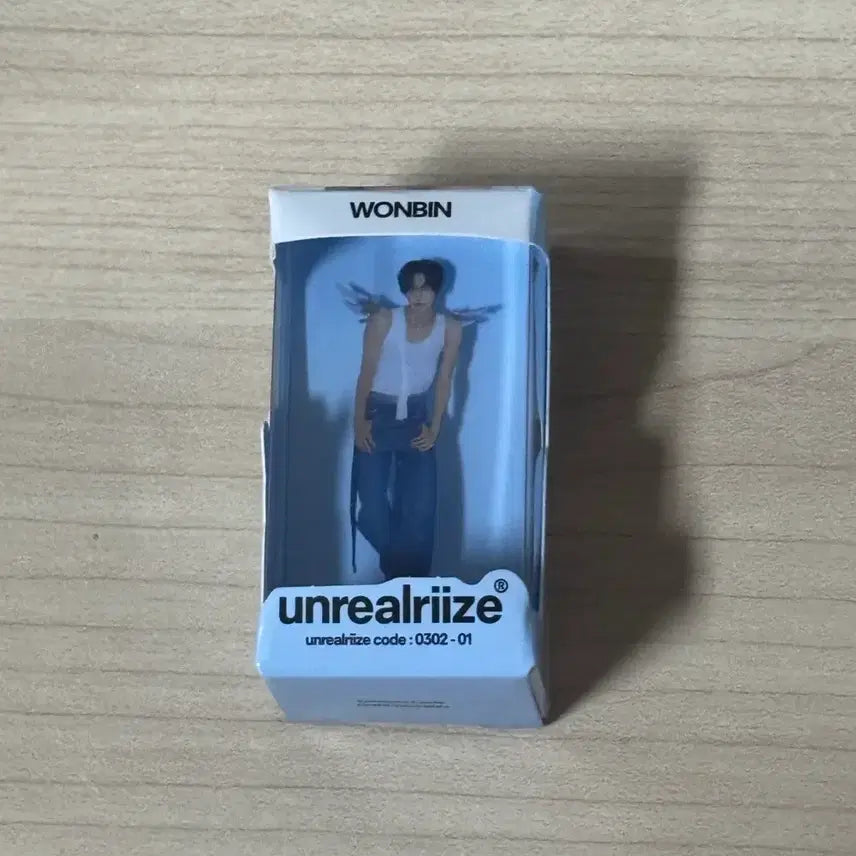 WONBIN
unrealriize®
unrealriize code : 0302 - 01